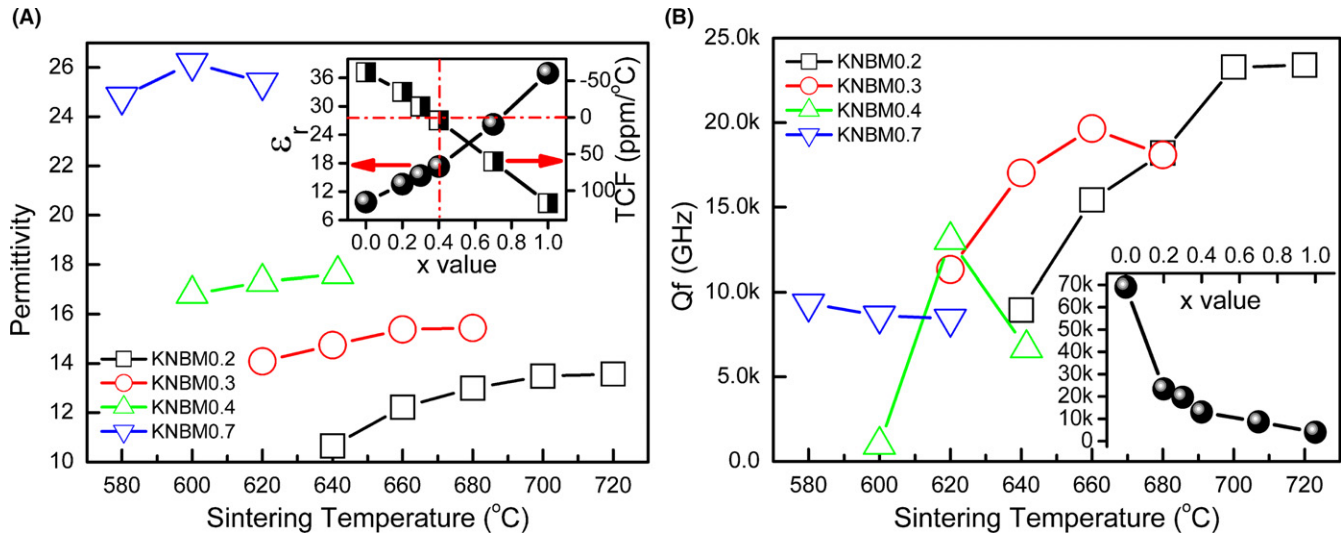 (A)
Permittivity
26
24
22
20
18
16
14
12
10
580 600 620 640 660 680 700 720
Sintering Temperature (°C)
KNBM0.2
KNBM0.3
KNBM0.4
KNBM0.7
εr
36
30
24
18
12
6
0.0 0.2 0.4 0.6 0.8 1.0
x value
-50
0
50
100
TCF (ppm/°C)
(B)
Qf (GHz)
25.0k
20.0k
15.0k
10.0k
5.0k
0.0
580 600 620 640 660 680 700 720
Sintering Temperature (°C)
KNBM0.2
KNBM0.3
KNBM0.4
KNBM0.7
0.0 0.2 0.4 0.6 0.8 1.0
x value
70k
60k
50k
40k
30k
20k
10k
0